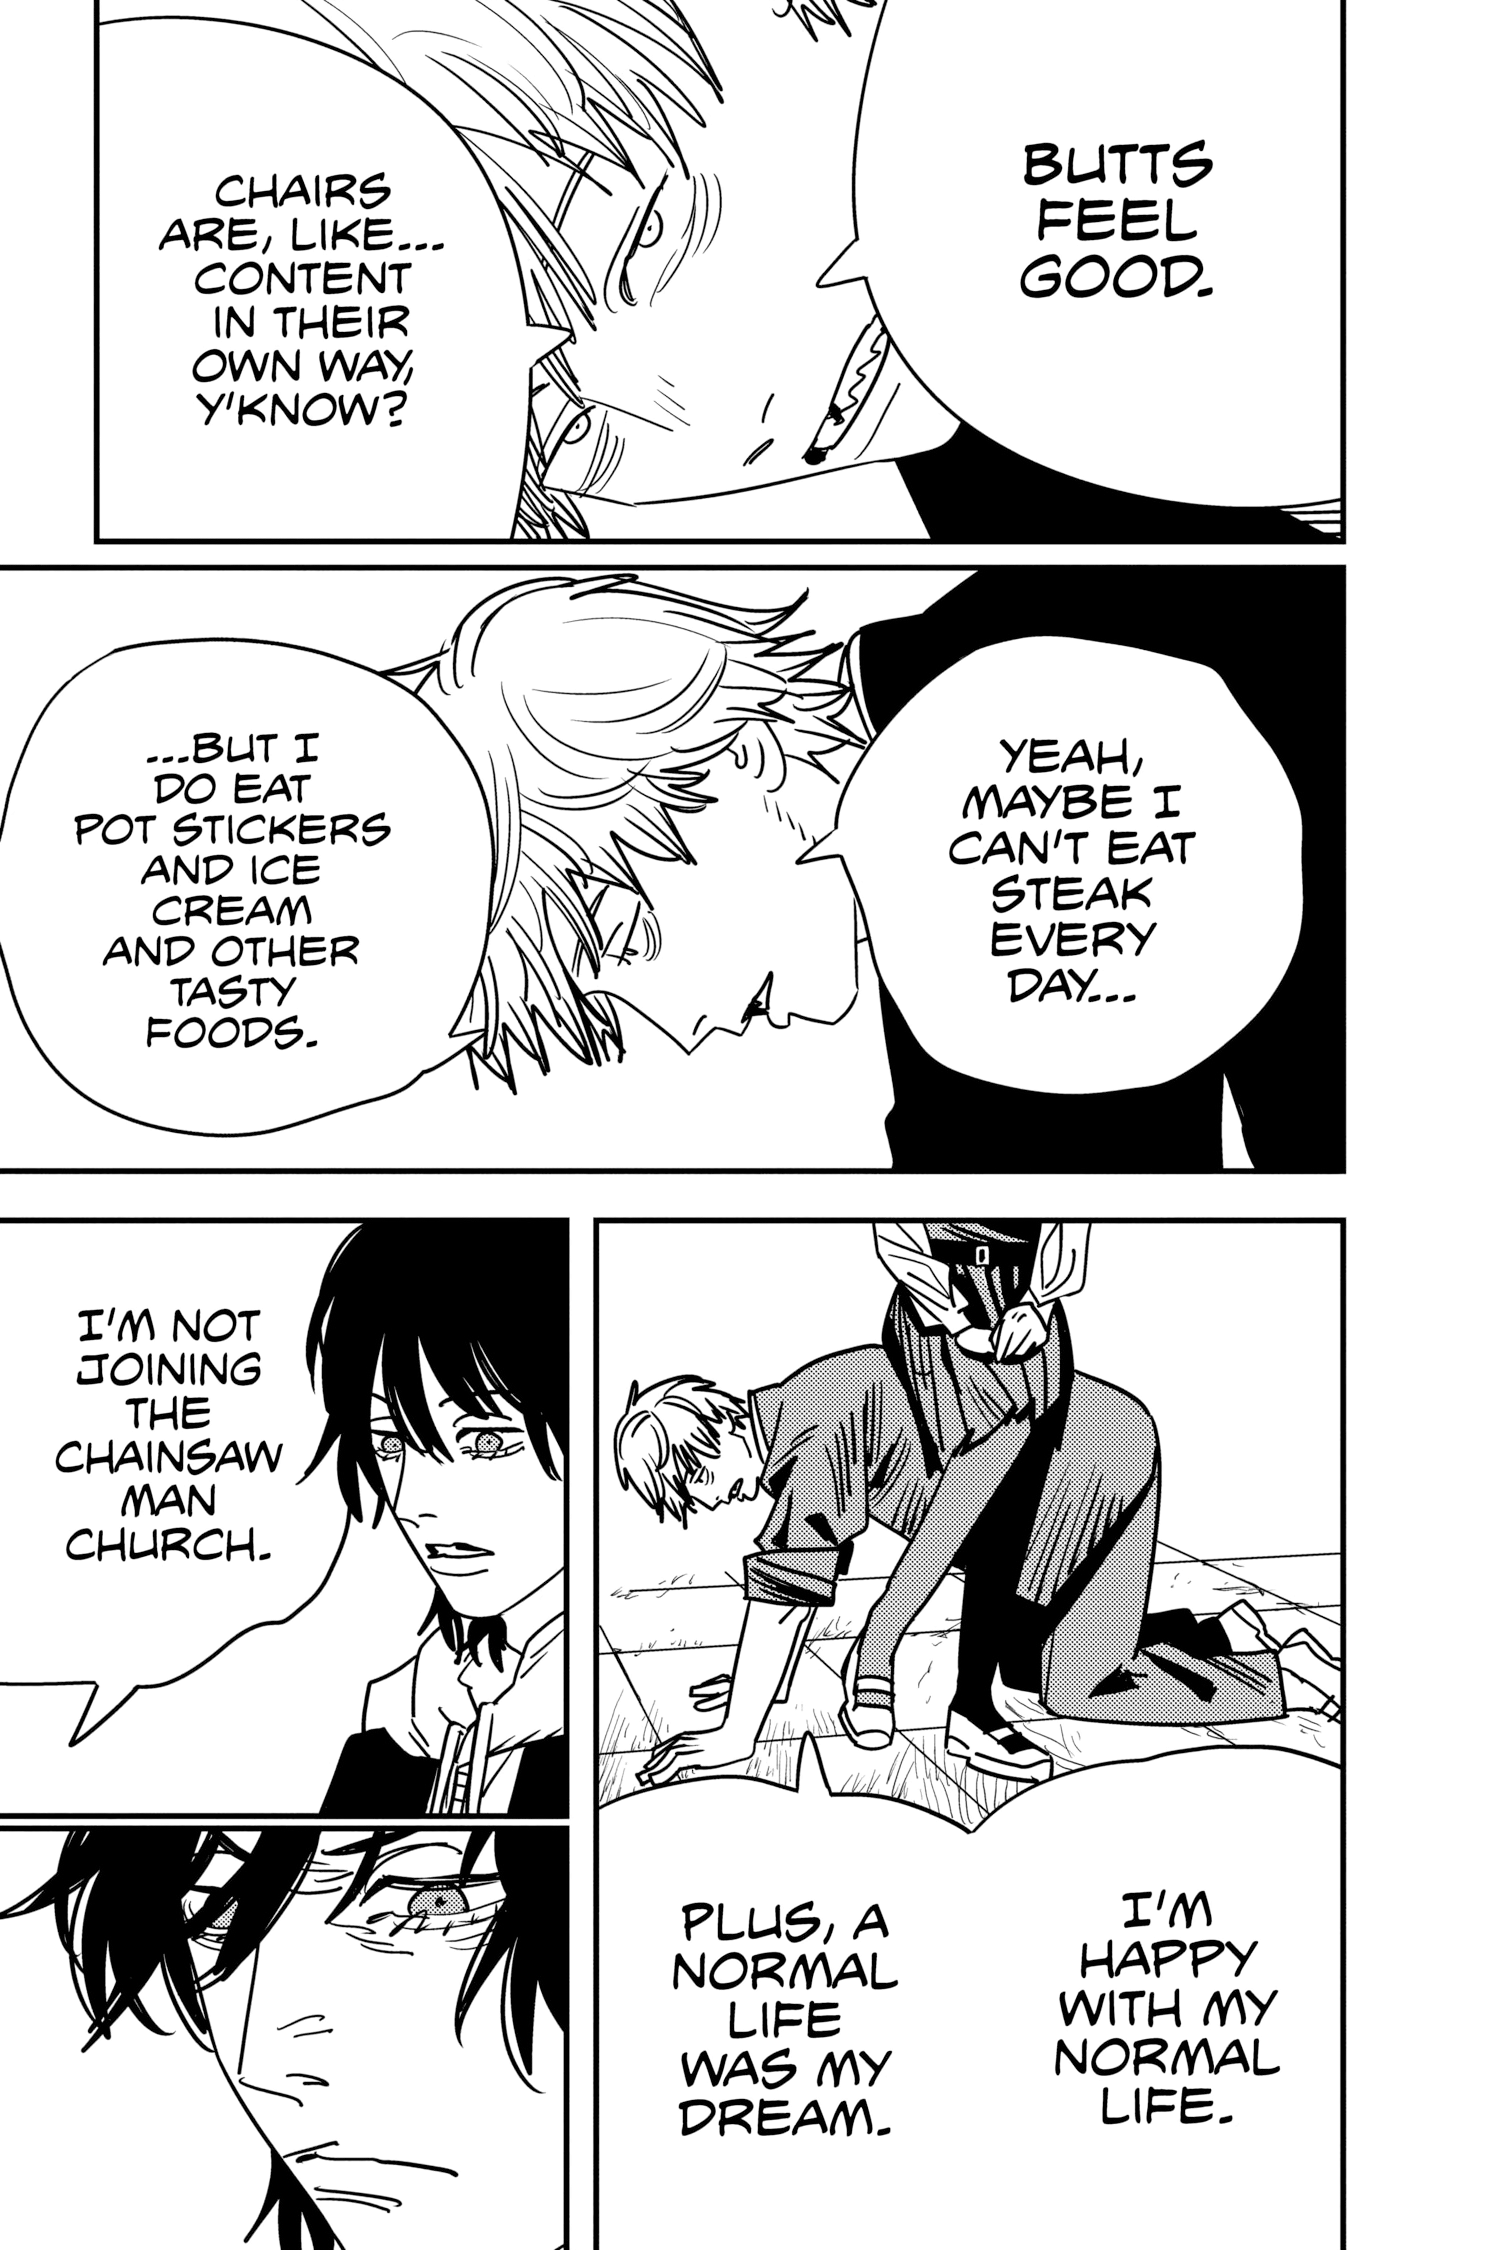 BUTTS
FEEL
GOOD.
CHAIRS
ARE, LIKE...
CONTENT
IN THEIR
OWN WAY,
Y'KNOW?
YEAH,
MAYBE I
CAN'T EAT
STEAK
EVERY
DAY...
...BUT I
DO EAT
POT STICKERS
AND ICE
CREAM
AND OTHER
TASTY
FOODS.
I'M
HAPPY
WITH MY
NORMAL
LIFE.
PLUS, A
NORMAL
LIFE
WAS MY
DREAM.
I'M NOT
JOINING
THE
CHAINSAW
MAN
CHURCH.